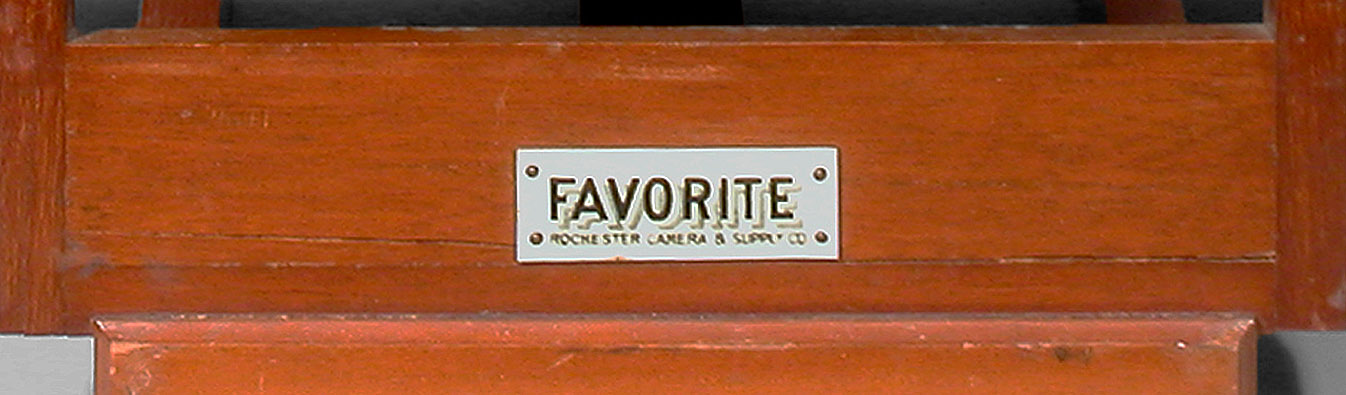 FAVORITE
ROCHESTER CAMERA & SUPPLY CO